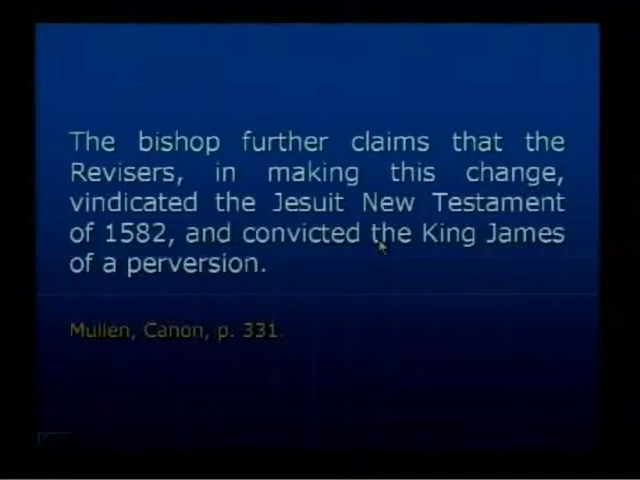 The bishop further claims that the
Revisers, in making this change,
vindicated the Jesuit New Testament
of 1582, and convicted the King James
of a perversion.
Mullen, Canon, p. 331.